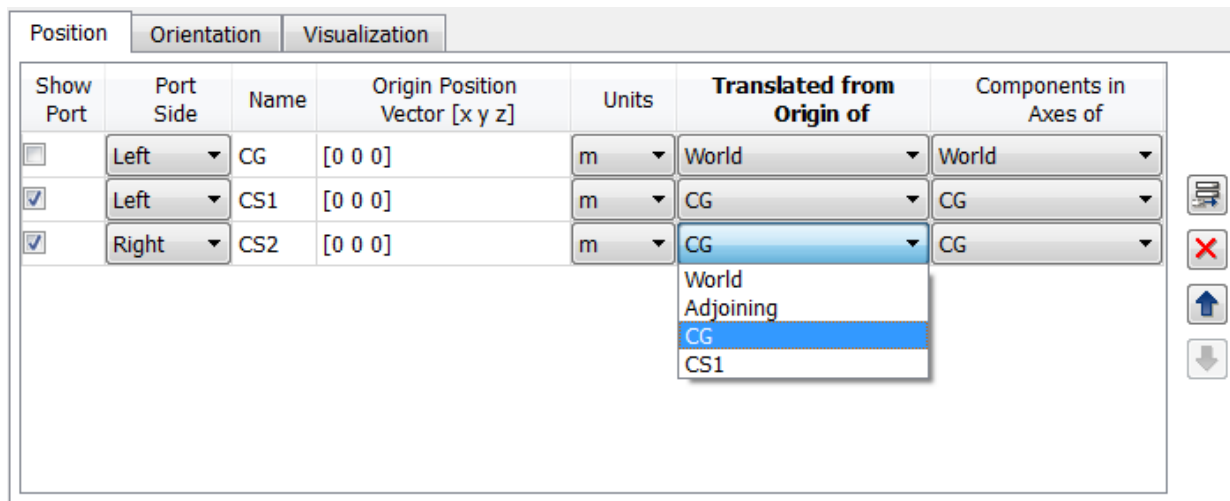 Position Orientation Visualization
Show Port Port Side Name Origin Position Vector [x y z] Units Translated from Origin of Components in Axes of
Left CG [0 0 0] m World World
Left CS1 [0 0 0] m CG CG
Right CS2 [0 0 0] m CG CG
World
Adjoining
CG
CS1